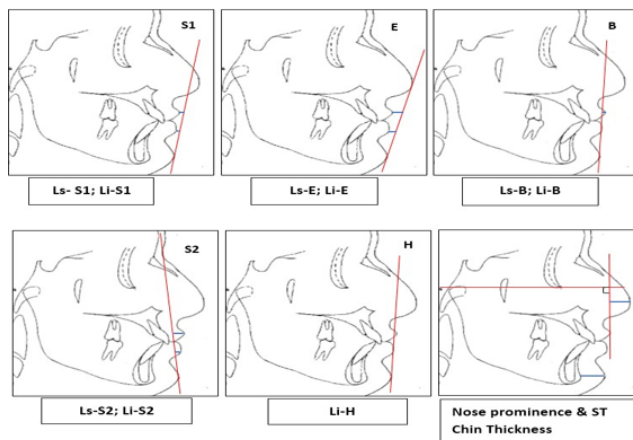 S1
E
B
Ls- S1; Li-S1
Ls-E; Li-E
Ls-B; Li-B
S2
H
Ls-S2; Li-S2
Li-H
Nose prominence & ST
Chin Thickness